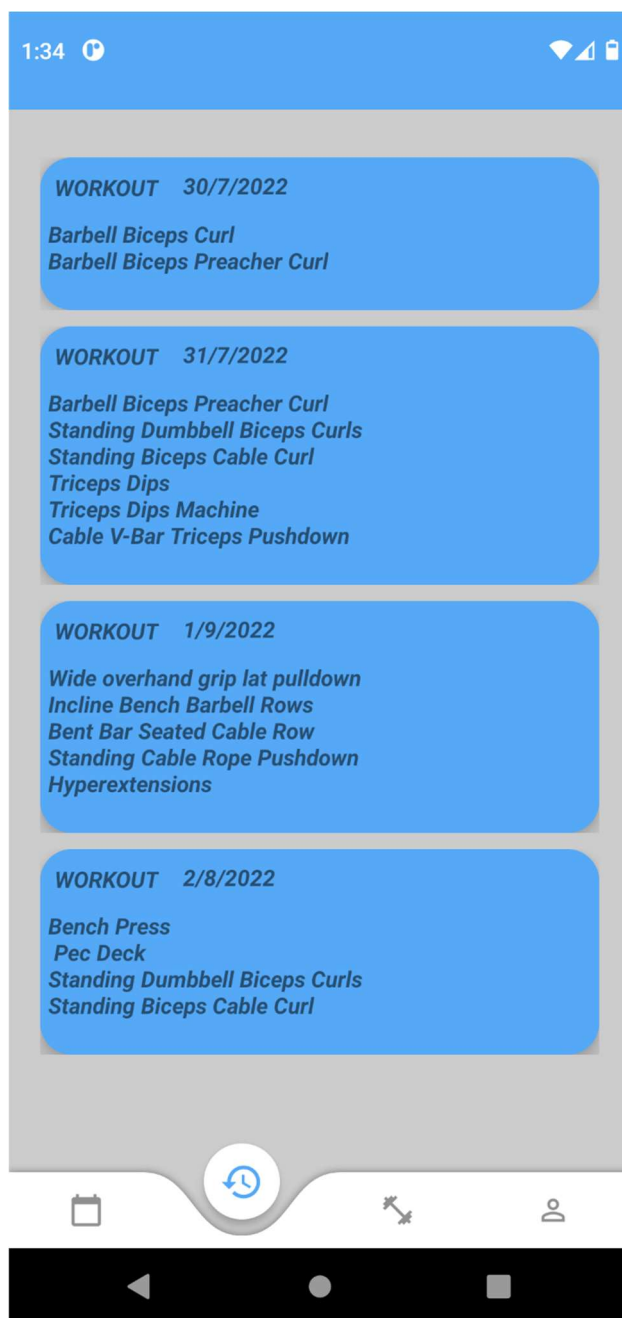 1:34
WORKOUT 30/7/2022
Barbell Biceps Curl
Barbell Biceps Preacher Curl
WORKOUT 31/7/2022
Barbell Biceps Preacher Curl
Standing Dumbbell Biceps Curls
Standing Biceps Cable Curl
Triceps Dips
Triceps Dips Machine
Cable V-Bar Triceps Pushdown
WORKOUT 1/9/2022
Wide overhand grip lat pulldown
Incline Bench Barbell Rows
Bent Bar Seated Cable Row
Standing Cable Rope Pushdown
Hyperextensions
WORKOUT 2/8/2022
Bench Press
Pec Deck
Standing Dumbbell Biceps Curls
Standing Biceps Cable Curl